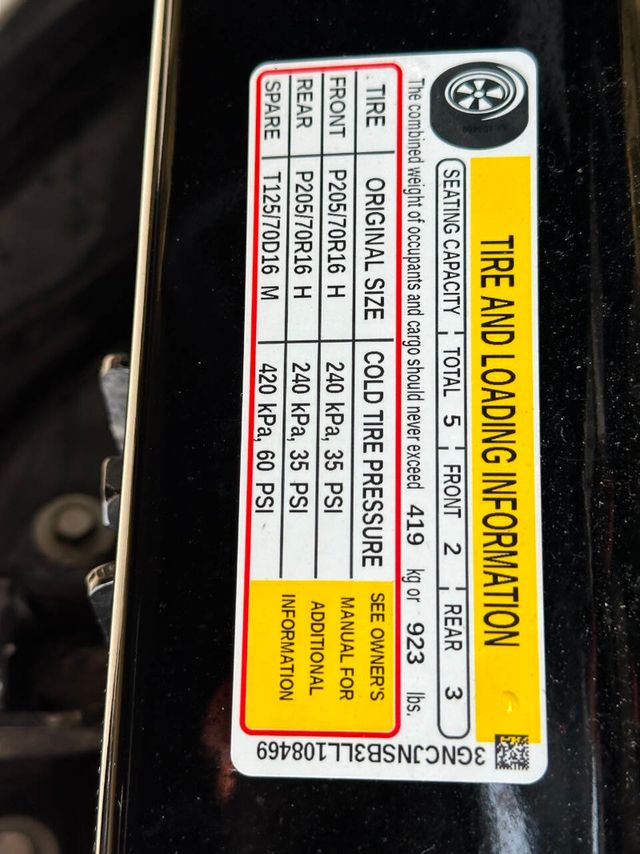 TIRE AND LOADING INFORMATION
SEATING CAPACITY TOTAL 5 FRONT 2 REAR 3
The combined weight of occupants and cargo should never exceed 419 kg or 923 lbs.
TIRE ORIGINAL SIZE COLD TIRE PRESSURE
FRONT P205/70R16 H 240 kPa, 35 PSI
REAR P205/70R16 H 240 kPa, 35 PSI
SPARE T125/70D16 M 420 kPa, 60 PSI
SEE OWNER'S
MANUAL FOR
ADDITIONAL
INFORMATION
3GNCJNSB3LL108469